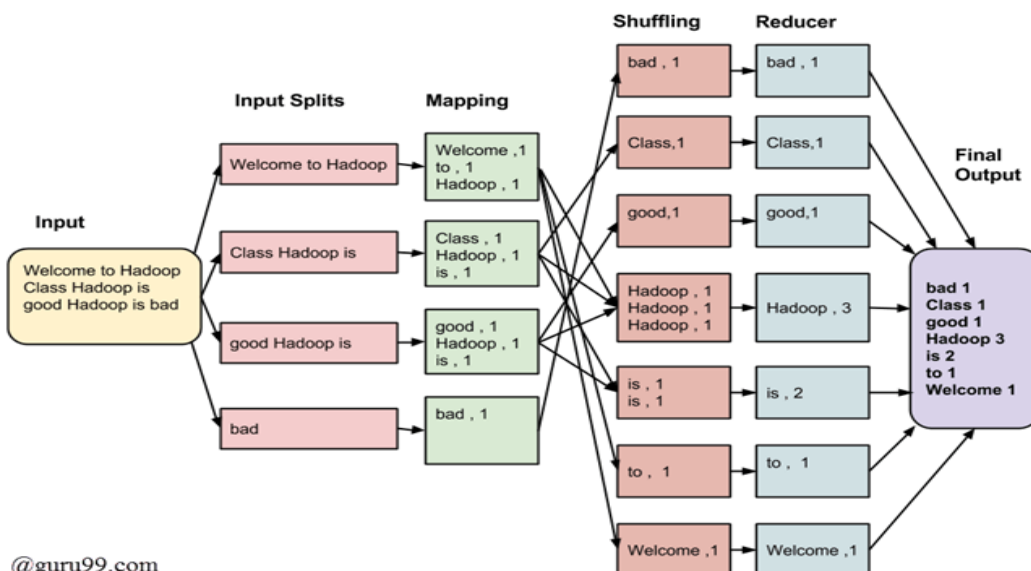 Input
Welcome to Hadoop
Class Hadoop is
good Hadoop is bad
Input Splits
Welcome to Hadoop
Class Hadoop is
good Hadoop is
bad
Mapping
Welcome ,1
to , 1
Hadoop , 1
Class , 1
Hadoop , 1
is , 1
good , 1
Hadoop , 1
is , 1
bad , 1
Shuffling
bad , 1
Class,1
good,1
Hadoop , 1
Hadoop , 1
Hadoop , 1
is , 1
is , 1
to , 1
Welcome ,1
Reducer
bad , 1
Class,1
good,1
Hadoop , 3
is , 2
to , 1
Welcome ,1
Final
Output
bad 1
Class 1
good 1
Hadoop 3
is 2
to 1
Welcome 1
@guru99.com